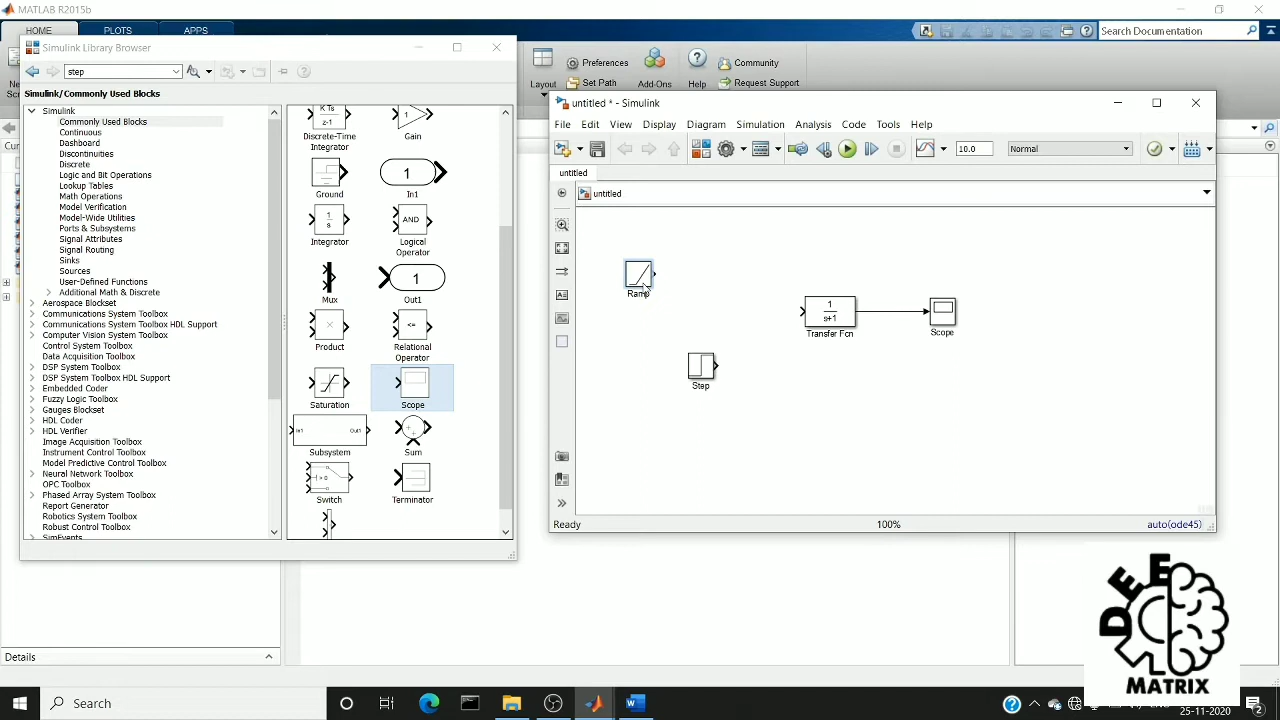 MATLAB R2015b
HOME
PLOTS
APPS
Search Documentation
Simulink Library Browser
step
Simulink/Commonly Used Blocks
Simulink
Commonly Used Blocks
Continuous
Dashboard
Discontinuities
Discrete
Logic and Bit Operations
Lookup Tables
Math Operations
Model Verification
Model-Wide Utilities
Ports & Subsystems
Signal Attributes
Signal Routing
Sinks
Sources
User-Defined Functions
Additional Math & Discrete
Aerospace Blockset
Communications System Toolbox
Communications System Toolbox HDL Support
Computer Vision System Toolbox
Control System Toolbox
Data Acquisition Toolbox
DSP System Toolbox
DSP System Toolbox HDL Support
Embedded Coder
Fuzzy Logic Toolbox
Gauges Blockset
HDL Coder
HDL Verifier
Image Acquisition Toolbox
Instrument Control Toolbox
Model Predictive Control Toolbox
Neural Network Toolbox
OPC Toolbox
Phased Array System Toolbox
Report Generator
Robotics System Toolbox
Robust Control Toolbox
SimEvents
K Ts
z-1
Discrete-Time
Integrator
1
Gain
Ground
1
In1
1
s
Integrator
AND
Logical
Operator
Mux
1
Out1
×
Product
<=
Relational
Operator
Saturation
Scope
In1
Out1
Subsystem
Sum
Switch
Terminator
Layout
Preferences
Set Path
Add-Ons
Help
Community
Request Support
untitled * - Simulink
File Edit View Display Diagram Simulation Analysis Code Tools Help
10.0
Normal
untitled
untitled
Ramp
Step
1
s+1
Transfer Fcn
Scope
Ready
100%
auto(ode45)
Details
DEE
MATRIX
Search
25-11-2020
2